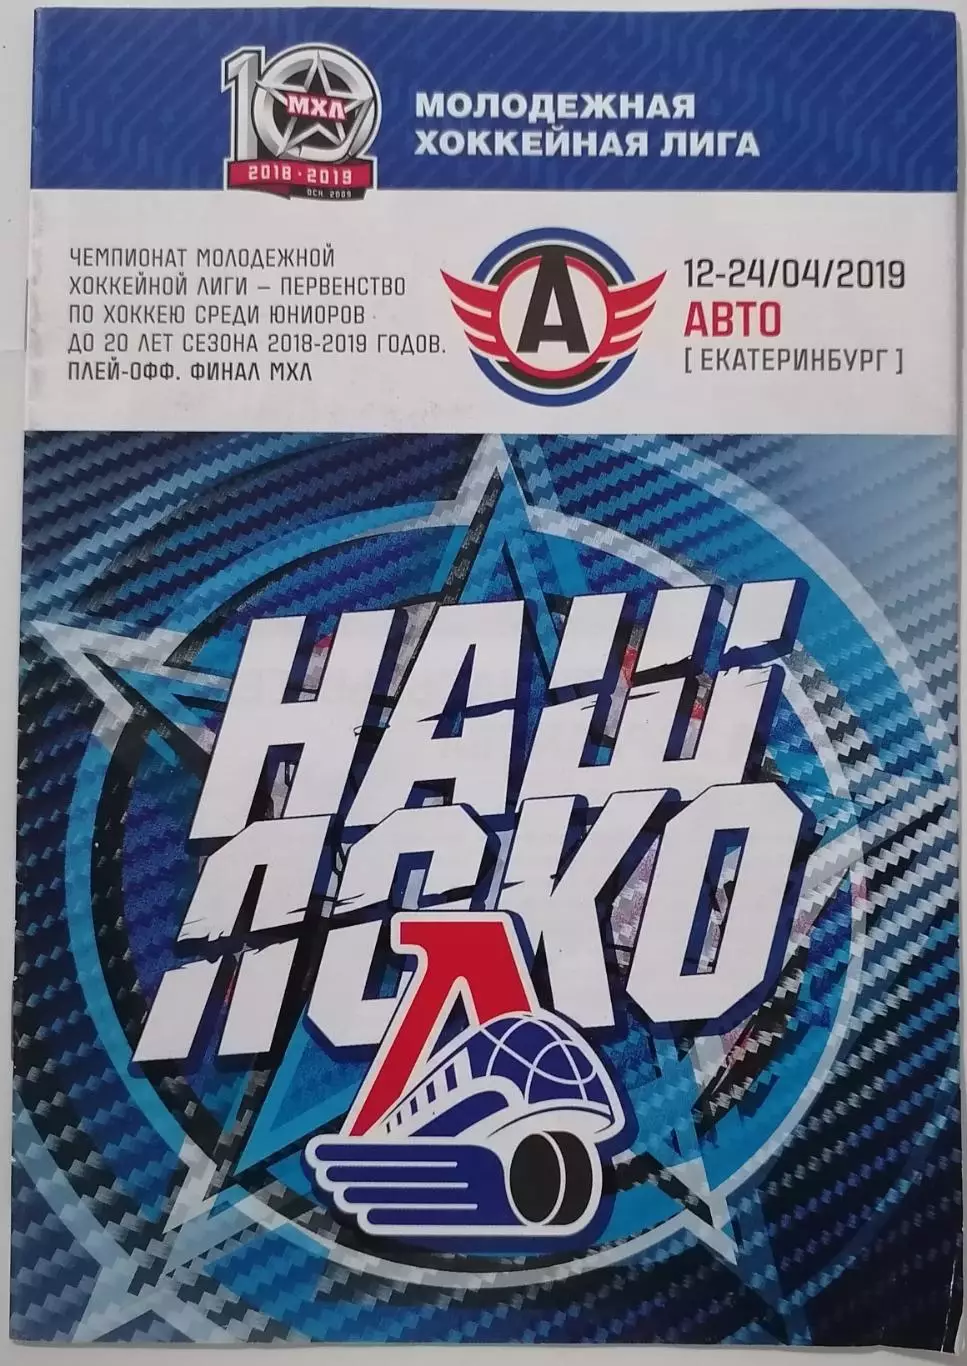 10
МХЛ
2018 · 2019
ОСН. 2009
МОЛОДЕЖНАЯ
ХОККЕЙНАЯ ЛИГА
ЧЕМПИОНАТ МОЛОДЕЖНОЙ
ХОККЕЙНОЙ ЛИГИ – ПЕРВЕНСТВО
ПО ХОККЕЮ СРЕДИ ЮНИОРОВ
ДО 20 ЛЕТ СЕЗОНА 2018-2019 ГОДОВ.
ПЛЕЙ-ОФФ. ФИНАЛ МХЛ
А
12-24/04/2019
АВТО
[ ЕКАТЕРИНБУРГ ]
НАШ
ЛОКО
Л